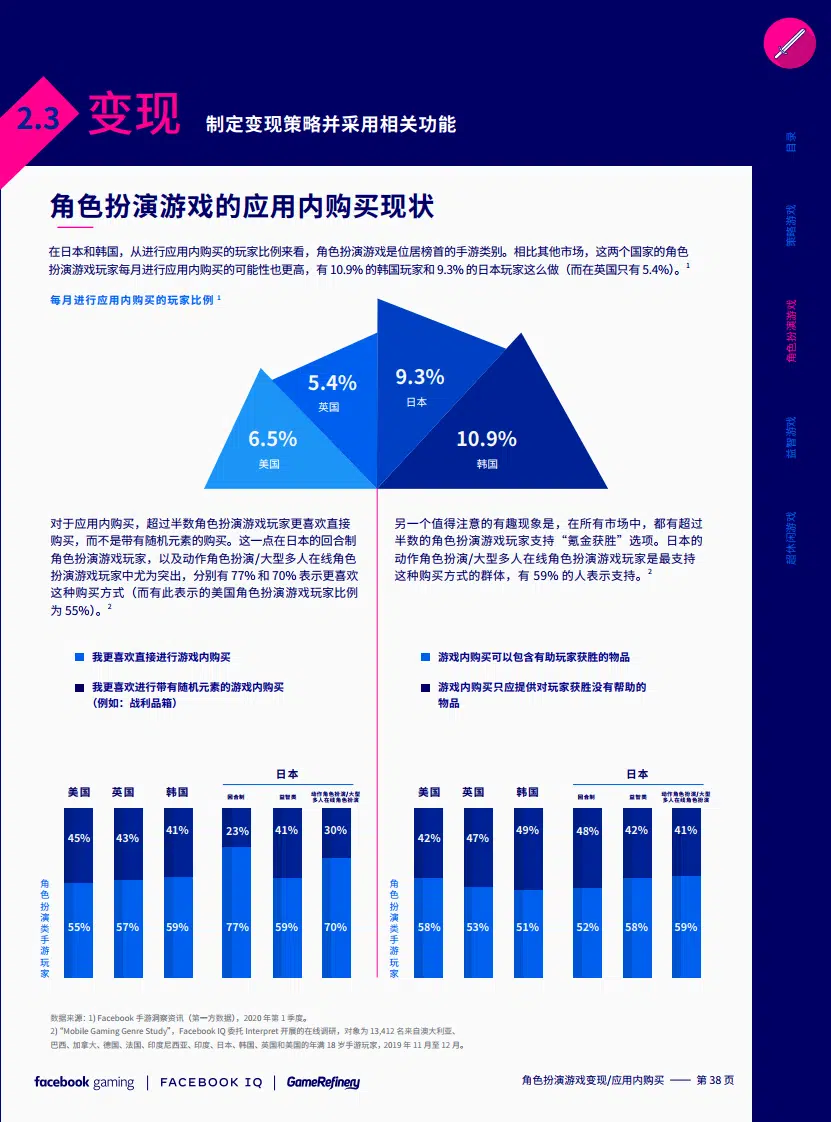 2.3
变现
制定变现策略并采用相关功能
目录
策略游戏
角色扮演游戏
益智游戏
超休闲游戏
角色扮演游戏的应用内购买现状
在日本和韩国，从进行应用内购买的玩家比例来看，角色扮演游戏是位居榜首的手游类别。相比其他市场，这两个国家的角色
扮演游戏玩家每月进行应用内购买的可能性也更高，有 10.9% 的韩国玩家和 9.3% 的日本玩家这么做（而在英国只有 5.4%）。1
每月进行应用内购买的玩家比例 1
9.3%
日本
5.4%
英国
6.5%
美国
10.9%
韩国
对于应用内购买，超过半数角色扮演游戏玩家更喜欢直接
购买，而不是带有随机元素的购买。这一点在日本的回合制
角色扮演游戏玩家，以及动作角色扮演/大型多人在线角色
扮演游戏玩家中尤为突出，分别有 77% 和 70% 表示更喜欢
这种购买方式（而有此表示的美国角色扮演游戏玩家比例
为 55%）。2
另一个值得注意的有趣现象是，在所有市场中，都有超过
半数的角色扮演游戏玩家支持“氪金获胜”选项。日本的
动作角色扮演/大型多人在线角色扮演游戏玩家是最支持
这种购买方式的群体，有 59% 的人表示支持。2
我更喜欢直接进行游戏内购买
我更喜欢进行带有随机元素的游戏内购买
（例如：战利品箱）
游戏内购买可以包含有助玩家获胜的物品
游戏内购买只应提供对玩家获胜没有帮助的
物品
日本
美国 英国 韩国 回合制 益智类 动作角色扮演/大型
多人在线角色扮演
45% 43% 41% 23% 41% 30%
55% 57% 59% 77% 59% 70%
角色扮演类手游玩家
日本
美国 英国 韩国 回合制 益智类 动作角色扮演/大型
多人在线角色扮演
42% 47% 49% 48% 42% 41%
58% 53% 51% 52% 58% 59%
角色扮演类手游玩家
数据来源：1) Facebook 手游洞察资讯（第一方数据），2020 年第 1 季度。
2) “Mobile Gaming Genre Study”，Facebook IQ 委托 Interpret 开展的在线调研，对象为 13,412 名来自澳大利亚、
巴西、加拿大、德国、法国、印度尼西亚、印度、日本、韩国、英国和美国的年满 18 岁手游玩家，2019 年 11 月至 12 月。
facebook gaming | FACEBOOK IQ | GameRefinery
角色扮演游戏变现/应用内购买 —— 第 38 页